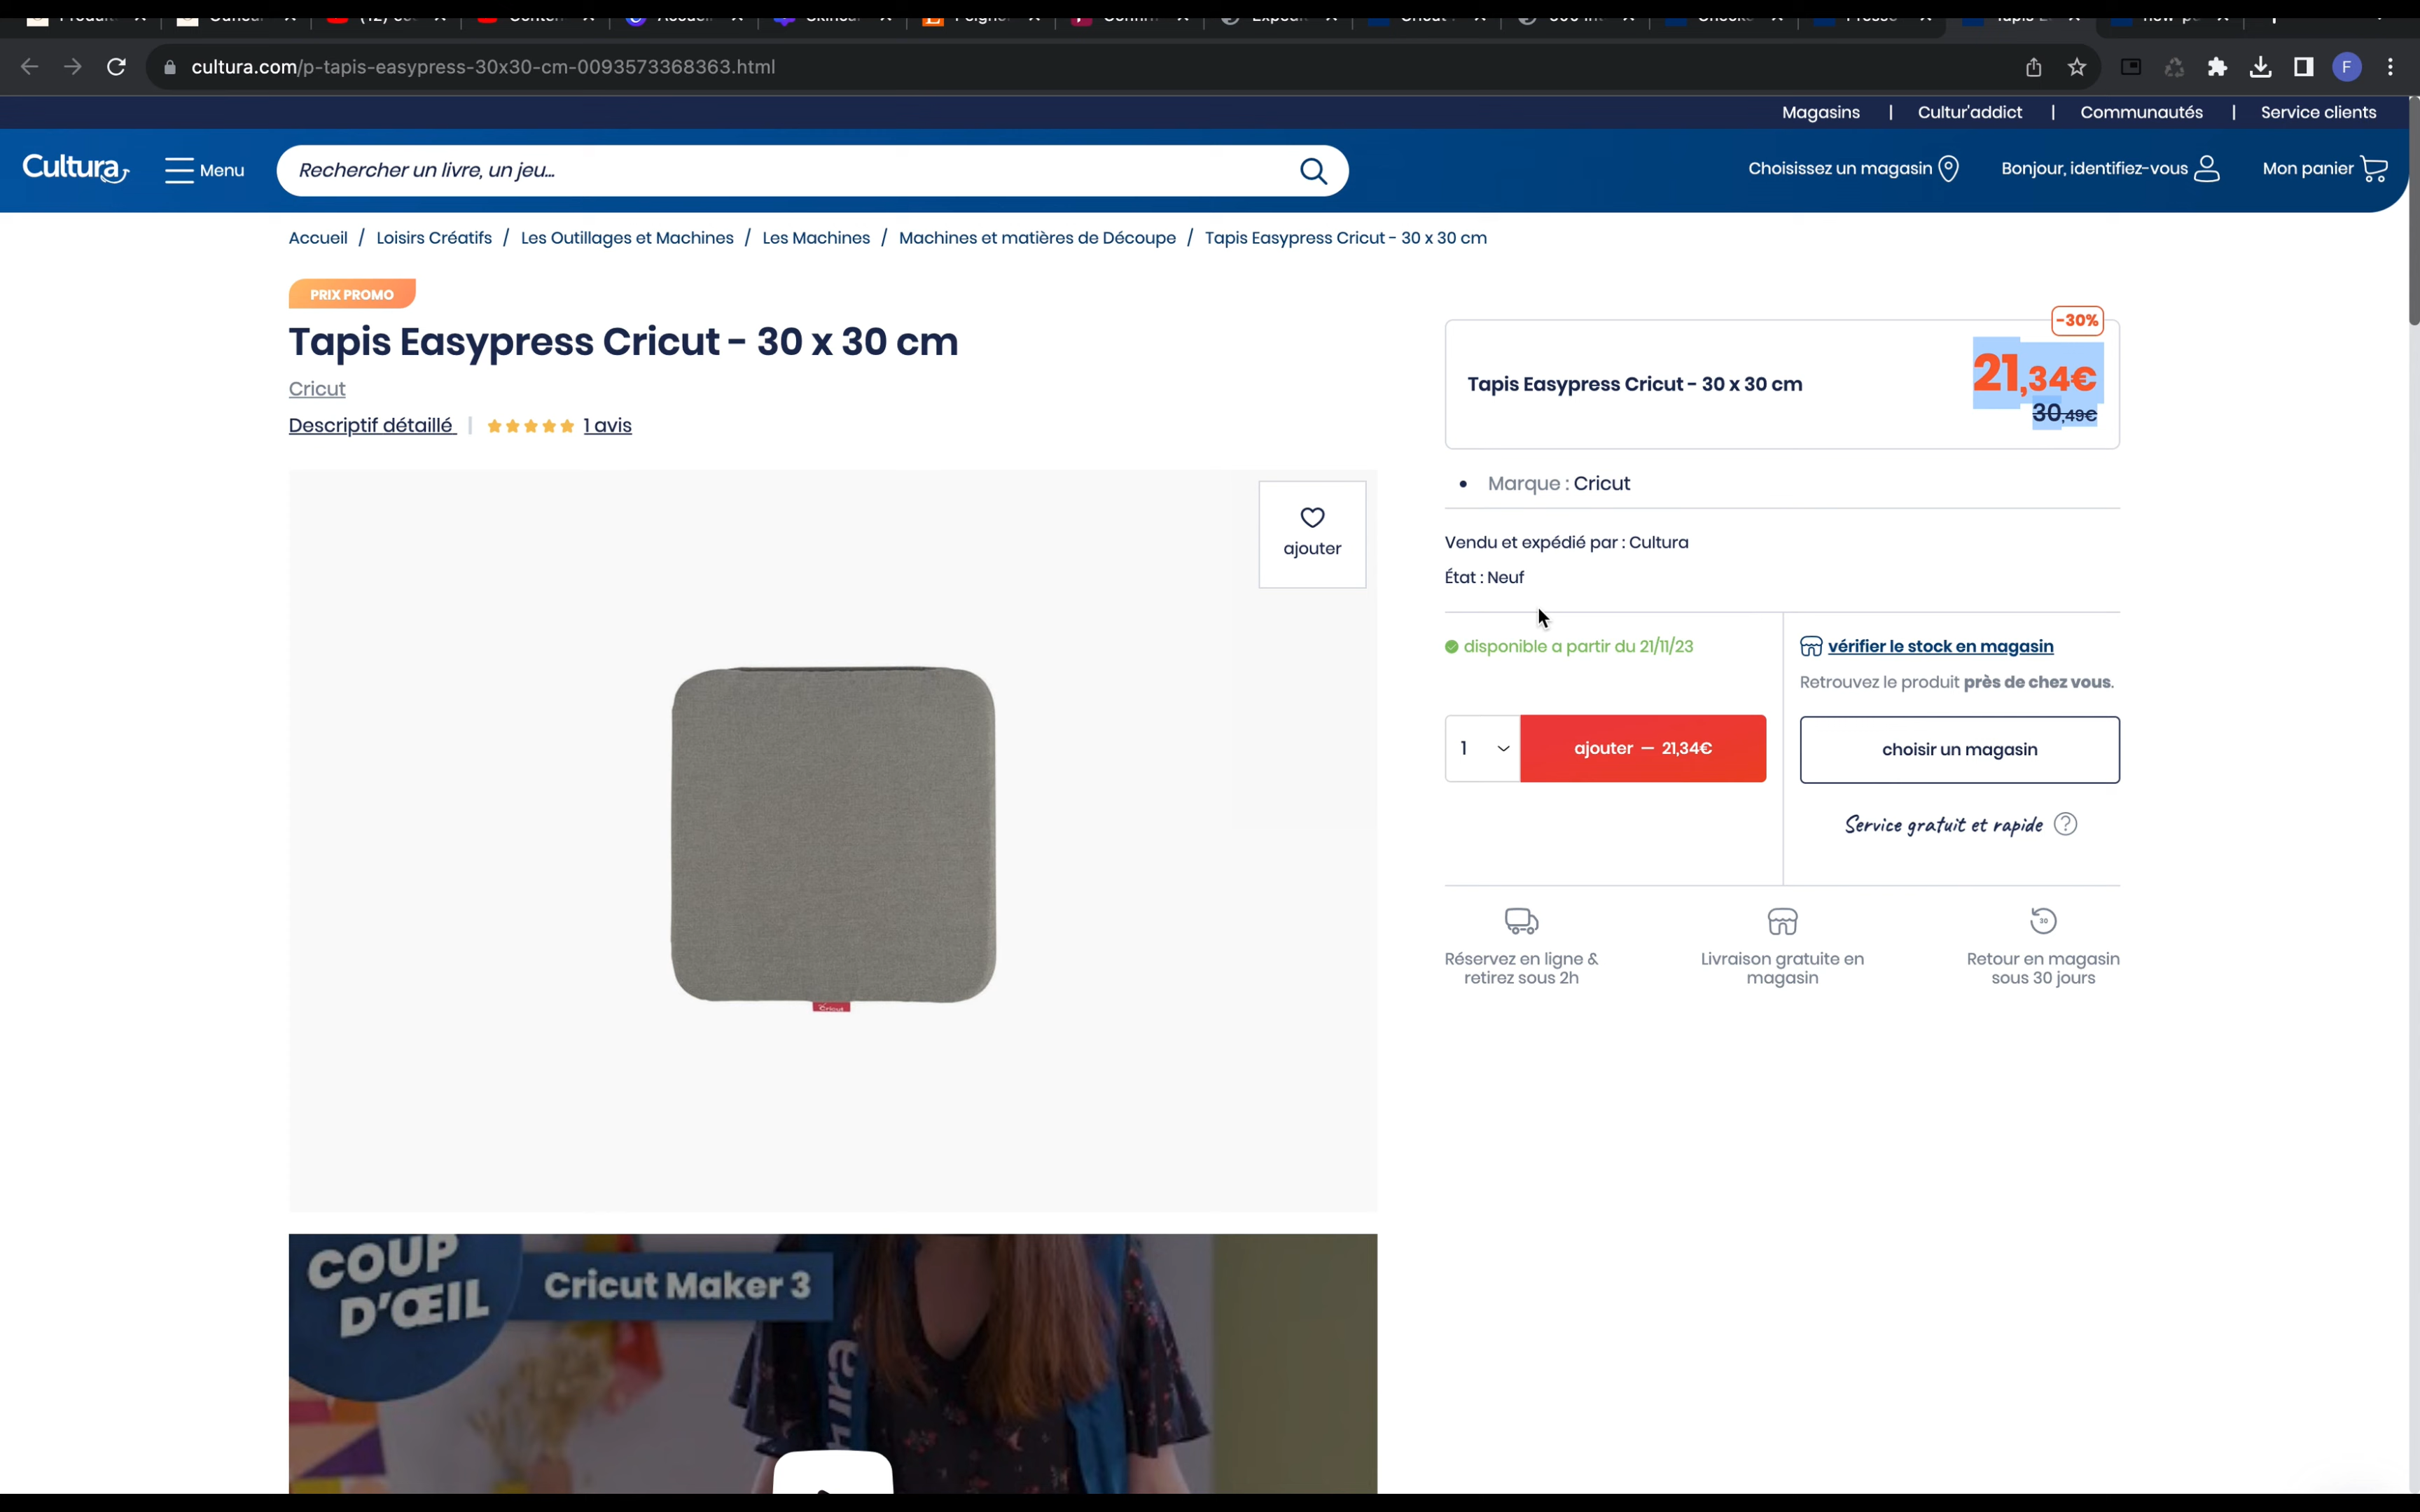 cultura.com/p-tapis-easypress-30x30-cm-0093573368363.html
F
Magasins | Cultur'addict | Communautés | Service clients
Cultura
Menu
Rechercher un livre, un jeu...
Choisissez un magasin
Bonjour, identifiez-vous
Mon panier
Accueil / Loisirs Créatifs / Les Outillages et Machines / Les Machines / Machines et matières de Découpe / Tapis Easypress Cricut - 30 x 30 cm
PRIX PROMO
Tapis Easypress Cricut - 30 x 30 cm
Cricut
Descriptif détaillé | 1 avis
ajouter
Cricut
COUP
D'ŒIL
Cricut Maker 3
-30%
Tapis Easypress Cricut - 30 x 30 cm
21,34€
30,49€
• Marque : Cricut
Vendu et expédié par : Cultura
État : Neuf
disponible a partir du 21/11/23
1
ajouter — 21,34€
vérifier le stock en magasin
Retrouvez le produit près de chez vous.
choisir un magasin
Service gratuit et rapide ?
Réservez en ligne &
retirez sous 2h
Livraison gratuite en
magasin
30
Retour en magasin
sous 30 jours